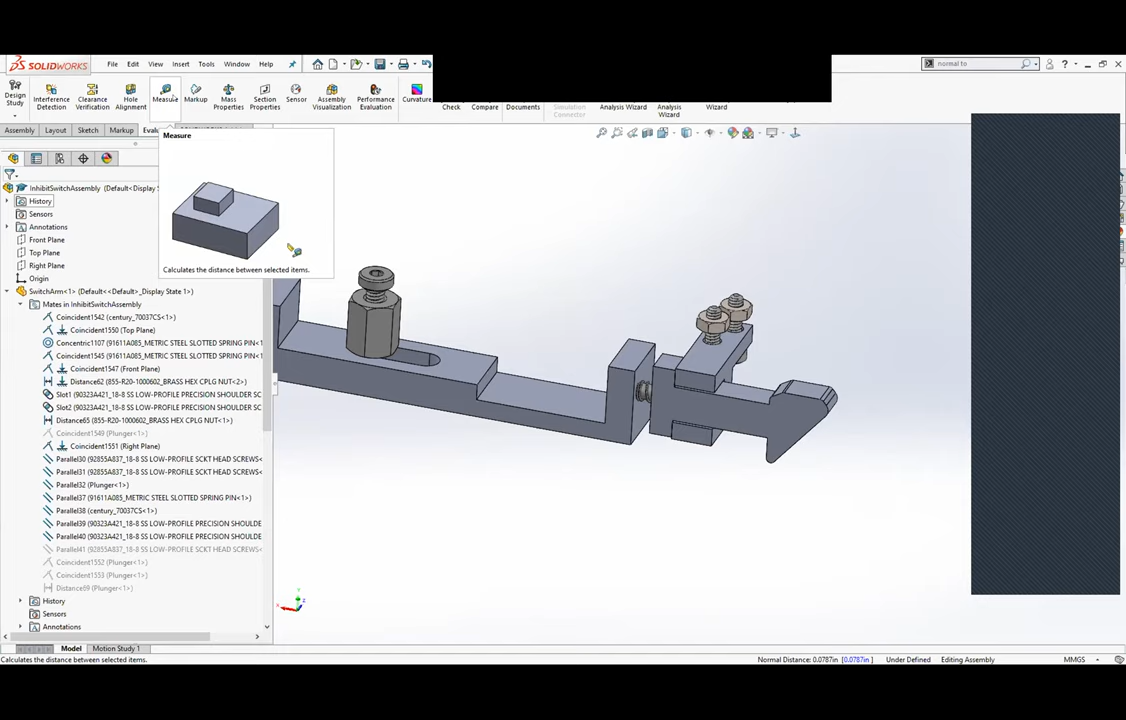 SOLIDWORKS File Edit View Insert Tools Window Help normal to
Design Study Interference Detection Clearance Verification Hole Alignment Measure Markup Mass Properties Section Properties Sensor Assembly Visualization Performance Evaluation Curvature Check Compare Documents Simulation Connector Analysis Wizard Analysis Wizard Wizard
Assembly Layout Sketch Markup
Measure
Calculates the distance between selected items.
InhibitSwitchAssembly (Default<Display S
History
Sensors
Annotations
Front Plane
Top Plane
Right Plane
Origin
SwitchArm<1> (Default<<Default>_Display State 1>)
Mates in InhibitSwitchAssembly
Coincident1542 (century_70037CS<1>)
Coincident1550 (Top Plane)
Concentric1107 (91611A085_METRIC STEEL SLOTTED SPRING PIN<1>
Coincident1545 (91611A085_METRIC STEEL SLOTTED SPRING PIN<1>
Coincident1547 (Front Plane)
Distance62 (855-R20-1000602_BRASS HEX CPLG NUT<2>)
Slot1 (90323A421_18-8 SS LOW-PROFILE PRECISION SHOULDER SC
Slot2 (90323A421_18-8 SS LOW-PROFILE PRECISION SHOULDER SC
Distance65 (855-R20-1000602_BRASS HEX CPLG NUT<1>)
Coincident1549 (Plunger<1>)
Coincident1551 (Right Plane)
Parallel30 (92855A837_18-8 SS LOW-PROFILE SCKT HEAD SCREWS<
Parallel31 (92855A837_18-8 SS LOW-PROFILE SCKT HEAD SCREWS<
Parallel32 (Plunger<1>)
Parallel37 (91611A085_METRIC STEEL SLOTTED SPRING PIN<1>)
Parallel38 (century_70037CS<1>)
Parallel39 (90323A421_18-8 SS LOW-PROFILE PRECISION SHOULDE
Parallel40 (90323A421_18-8 SS LOW-PROFILE PRECISION SHOULDE
Parallel41 (92855A837_18-8 SS LOW-PROFILE SCKT HEAD SCREWS<
Coincident1552 (Plunger<1>)
Coincident1553 (Plunger<1>)
Distance69 (Plunger<1>)
History
Sensors
Annotations
Model Motion Study 1
Calculates the distance between selected items. Normal Distance: 0.0787in [0.0787in] Under Defined Editing Assembly MMGS